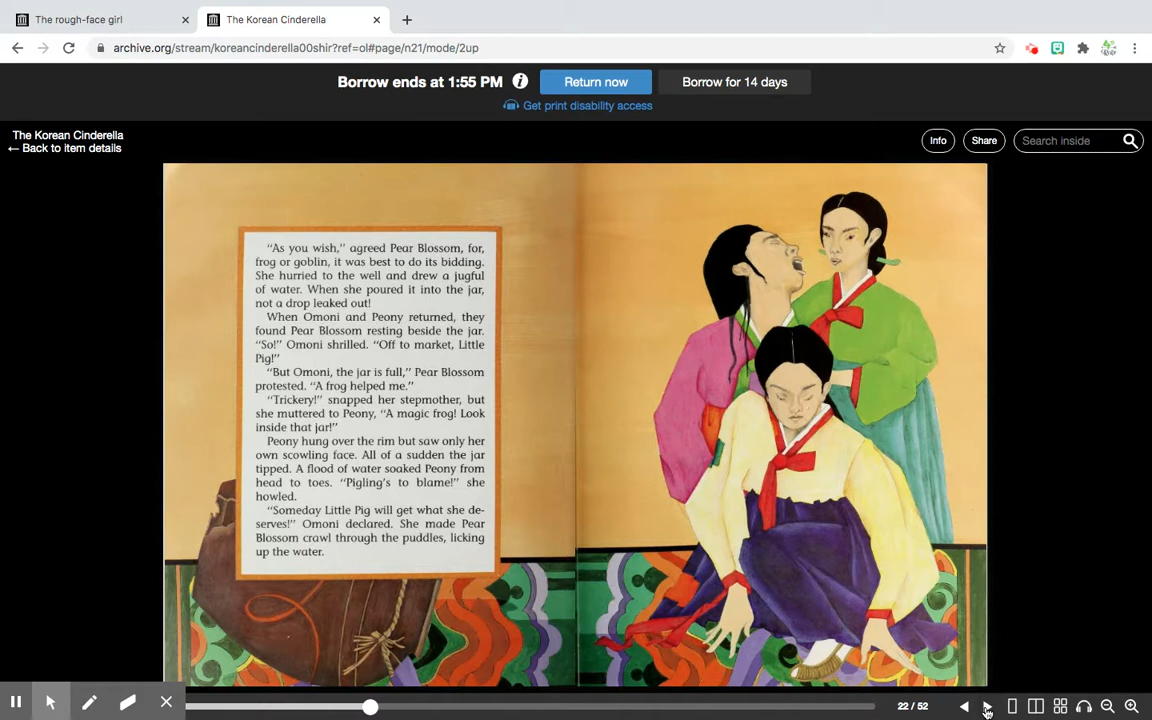 The rough-face girl
The Korean Cinderella
archive.org/stream/koreancinderella00shir?ref=ol#page/n21/mode/2up
Borrow ends at 1:55 PM
Return now
Borrow for 14 days
Get print disability access
The Korean Cinderella
← Back to item details
Info
Share
Search inside
“As you wish,” agreed Pear Blossom, for,
frog or goblin, it was best to do its bidding.
She hurried to the well and drew a jugful
of water. When she poured it into the jar,
not a drop leaked out!
When Omoni and Peony returned, they
found Pear Blossom resting beside the jar.
“So!” Omoni shrilled. “Off to market, Little
Pig!”
“But Omoni, the jar is full,” Pear Blossom
protested. “A frog helped me.”
“Trickery!” snapped her stepmother, but
she muttered to Peony, “A magic frog! Look
inside that jar!”
Peony hung over the rim but saw only her
own scowling face. All of a sudden the jar
tipped. A flood of water soaked Peony from
head to toes. “Pigling's to blame!” she
howled.
“Someday Little Pig will get what she de-
serves!” Omoni declared. She made Pear
Blossom crawl through the puddles, licking
up the water.
22 / 52